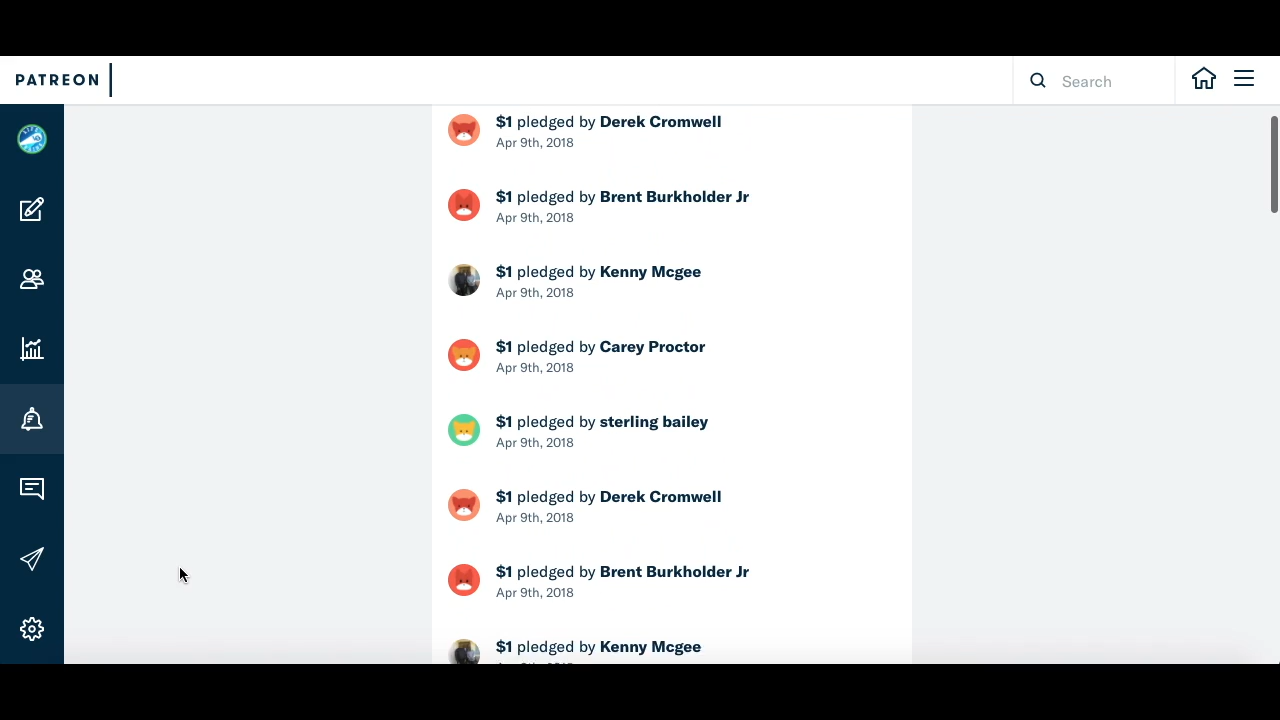 PATREON
Search
$1 pledged by Derek Cromwell
Apr 9th, 2018
$1 pledged by Brent Burkholder Jr
Apr 9th, 2018
$1 pledged by Kenny Mcgee
Apr 9th, 2018
$1 pledged by Carey Proctor
Apr 9th, 2018
$1 pledged by sterling bailey
Apr 9th, 2018
$1 pledged by Derek Cromwell
Apr 9th, 2018
$1 pledged by Brent Burkholder Jr
Apr 9th, 2018
$1 pledged by Kenny Mcgee